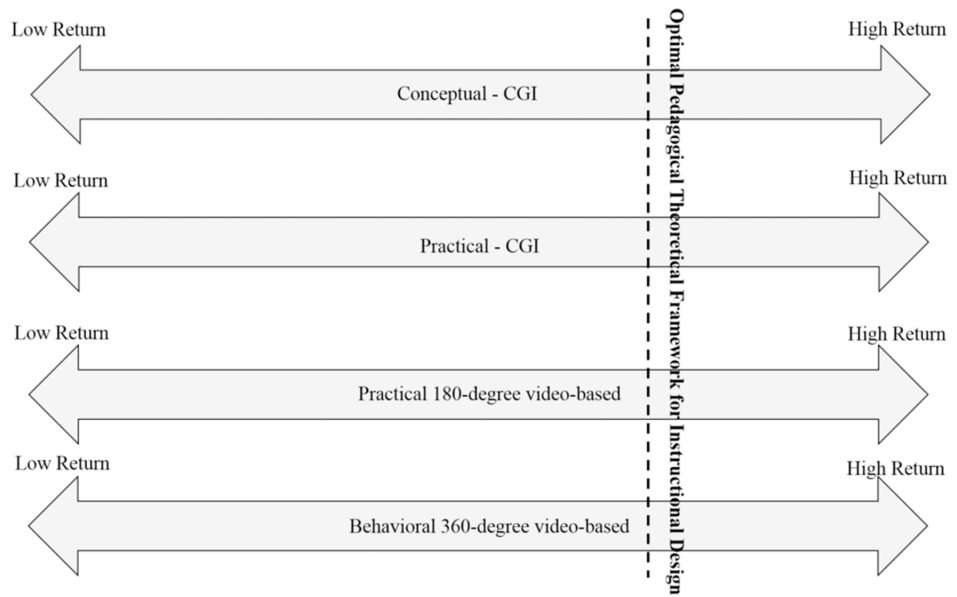 Low Return
High Return
Conceptual - CGI
Low Return
High Return
Practical - CGI
Low Return
High Return
Practical 180-degree video-based
Low Return
High Return
Behavioral 360-degree video-based
Optimal Pedagogical Theoretical Framework for Instructional Design